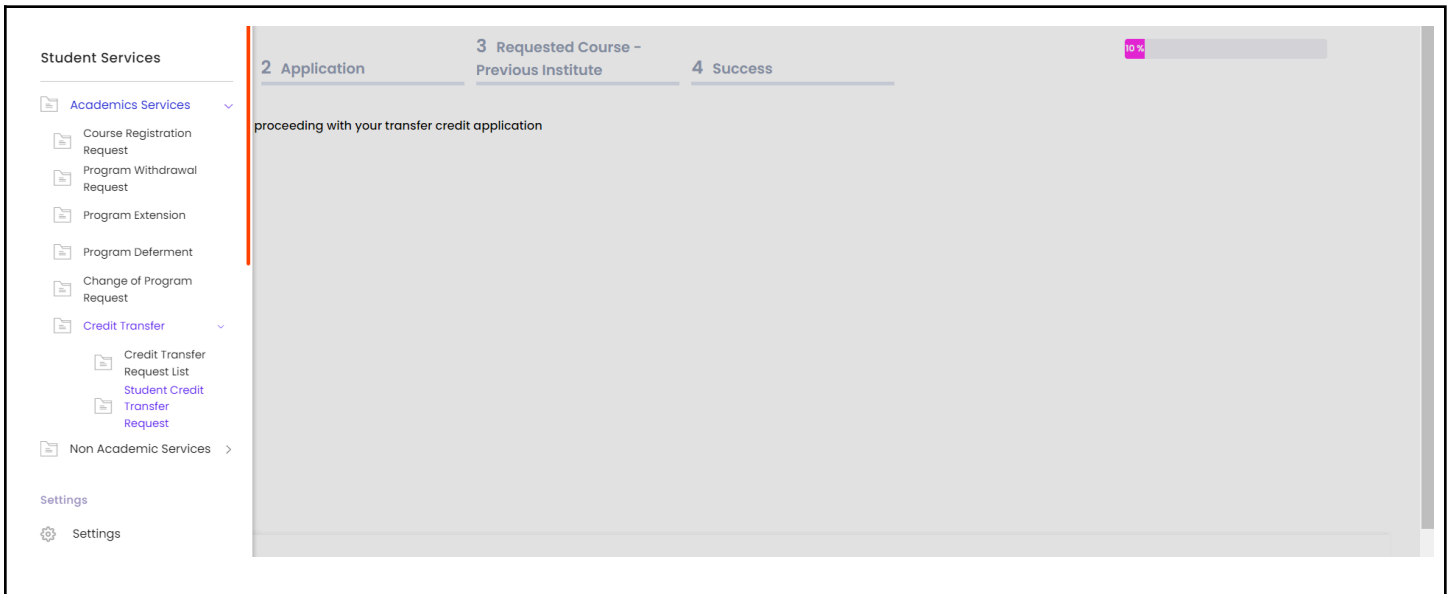 Student Services
Academics Services
Course Registration
Request
Program Withdrawal
Request
Program Extension
Program Deferment
Change of Program
Request
Credit Transfer
Credit Transfer
Request List
Student Credit
Transfer
Request
Non Academic Services
Settings
Settings
2 Application
3 Requested Course -
Previous Institute
4 Success
10 %
proceeding with your transfer credit application